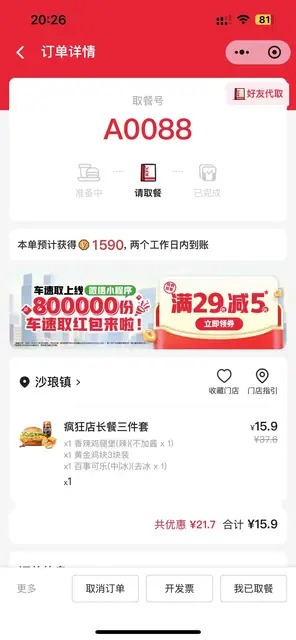 20:26
81
订单详情
好友代取
取餐号
A0088
准备中
请取餐
已完成
本单预计获得 1590, 两个工作日内到账
车速取上线 微信小程序
800000份
车速取红包来啦!
满29减5
立即领券
沙琅镇 >
收藏门店
门店指引
疯狂店长餐三件套
¥15.9
¥37.6
x1 香辣鸡腿堡(辣)(不加酱 x 1)
x1 黄金鸡块3块装
x1 百事可乐(中)(冰)(去冰 x 1)
x1
共优惠 ¥21.7 合计 ¥15.9
更多
取消订单
开发票
我已取餐